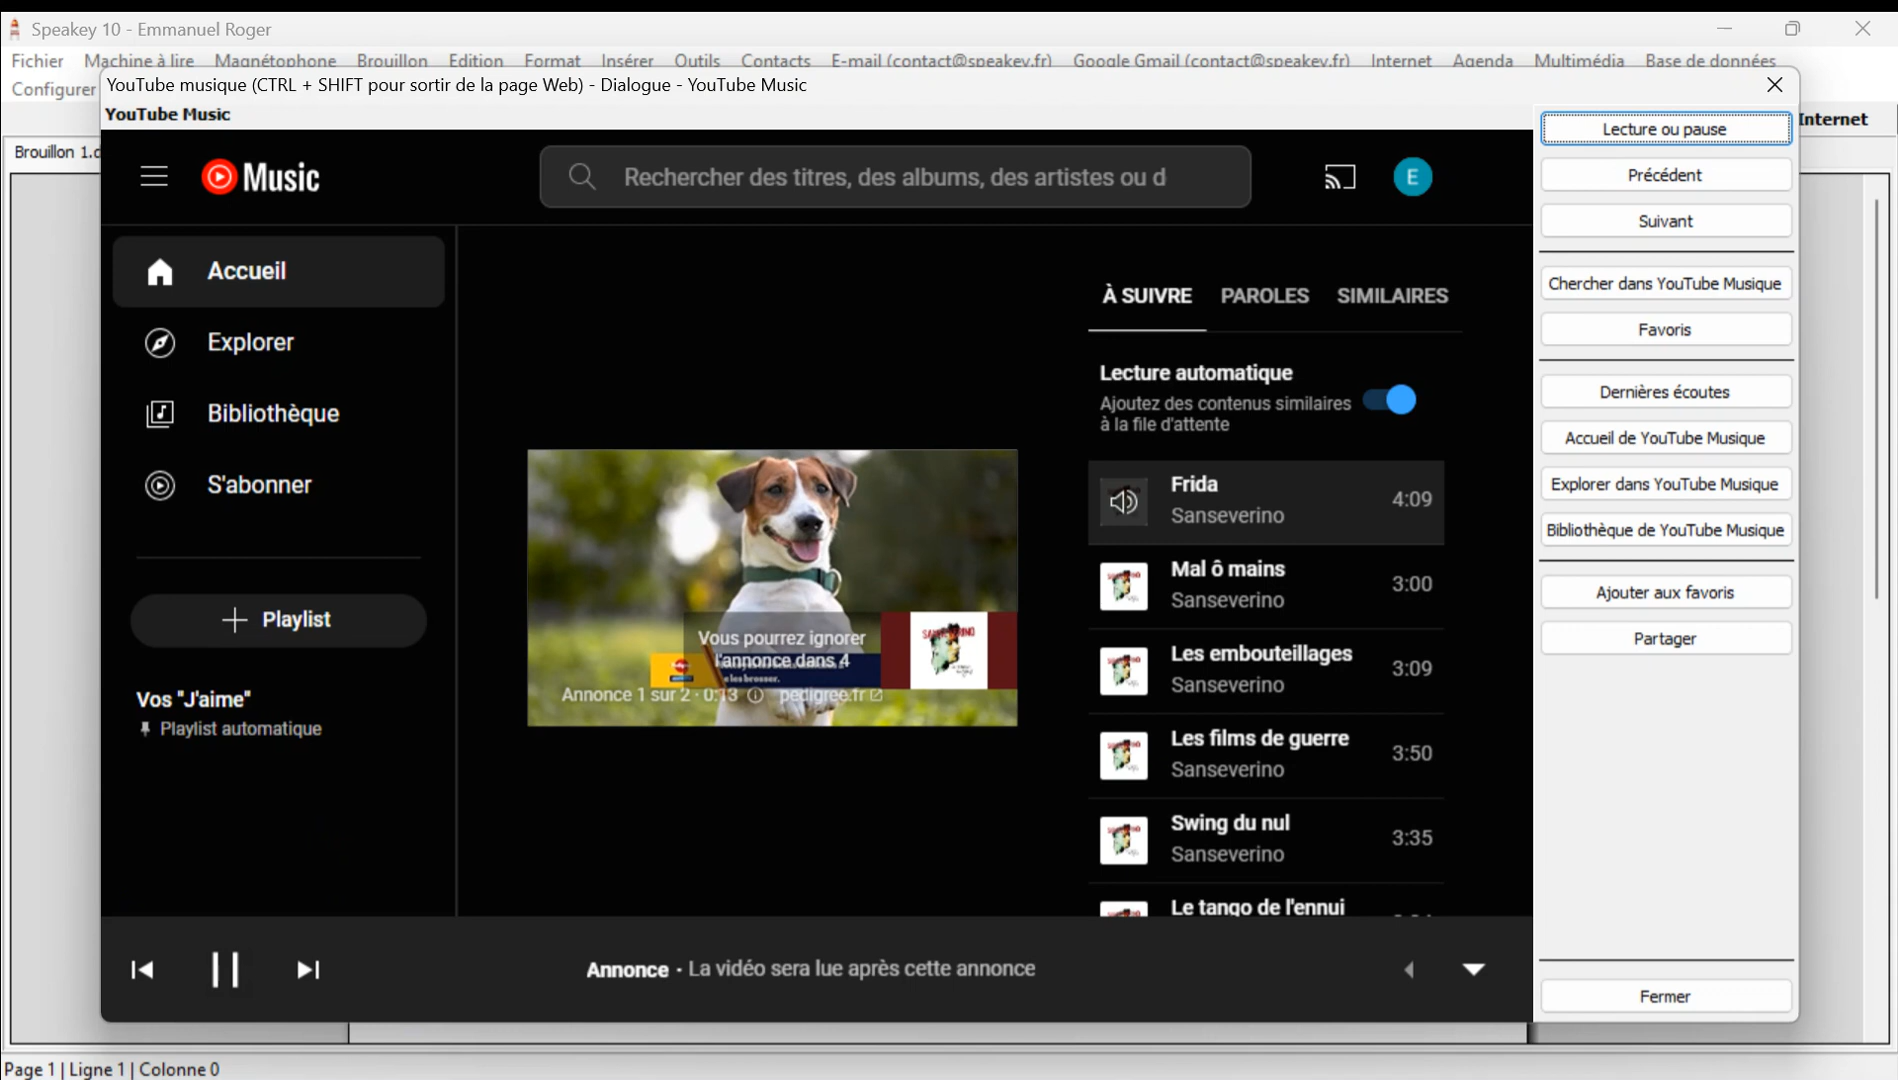 Speakey 10 - Emmanuel Roger
Fichier Machine à lire Magnétophone Brouillon Edition Format Insérer Outils Contacts E-mail (contact@speakey.fr) Google Gmail (contact@speakey.fr) Internet Agenda Multimédia Base de données
Configurer
YouTube musique (CTRL + SHIFT pour sortir de la page Web) - Dialogue - YouTube Music
YouTube Music
Internet
Brouillon 1.d
Music
Rechercher des titres, des albums, des artistes ou d
E
Accueil
Explorer
Bibliothèque
S'abonner
Playlist
Vos "J'aime"
Playlist automatique
Vous pourrez ignorer
l'annonce dans 4
e les brosser.
Annonce 1 sur 2 · 0:13
pedigree.fr
SANSEVERINO
À SUIVRE PAROLES SIMILAIRES
Lecture automatique
Ajoutez des contenus similaires
à la file d'attente
Frida
Sanseverino
4:09
Mal ô mains
Sanseverino
3:00
Les embouteillages
Sanseverino
3:09
Les films de guerre
Sanseverino
3:50
Swing du nul
Sanseverino
3:35
Le tango de l'ennui
Annonce · La vidéo sera lue après cette annonce
Lecture ou pause
Précédent
Suivant
Chercher dans YouTube Musique
Favoris
Dernières écoutes
Accueil de YouTube Musique
Explorer dans YouTube Musique
Bibliothèque de YouTube Musique
Ajouter aux favoris
Partager
Fermer
Page 1 | Ligne 1 | Colonne 0